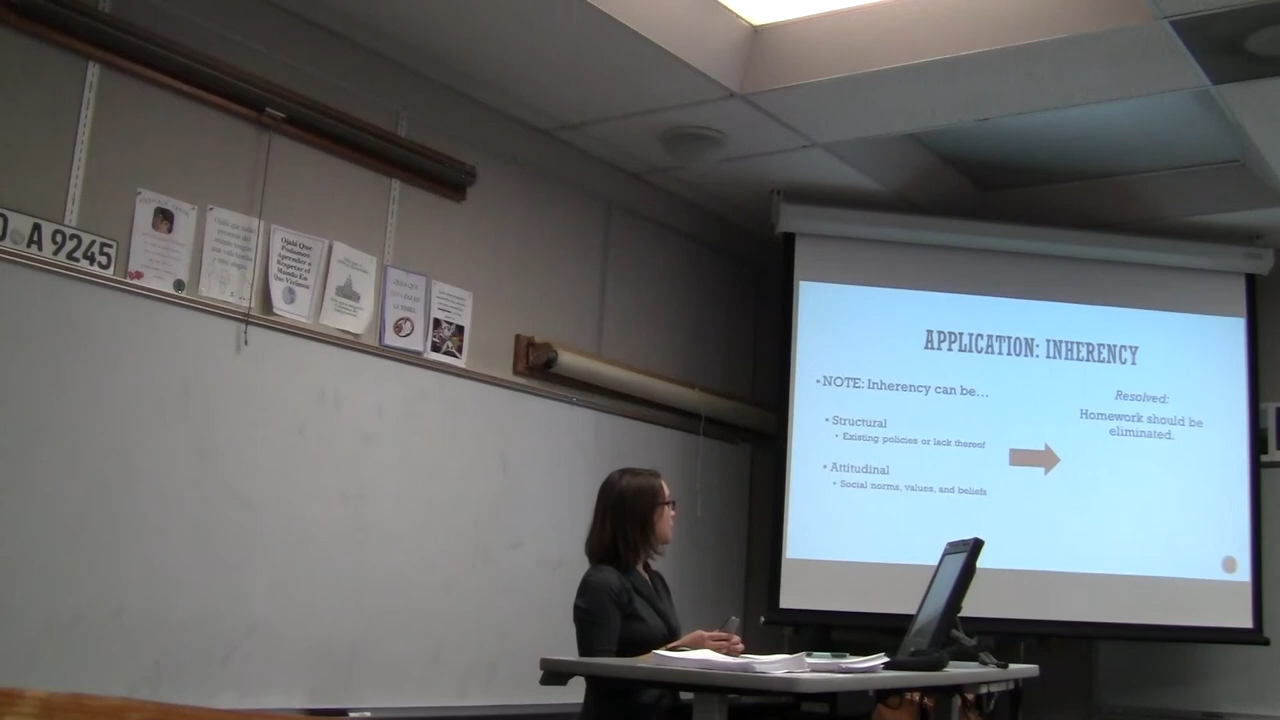 A 9245
Ojalá Que
Podamos
Aprender a
Respetar el
Mundo En
Que Vivimos
APPLICATION: INHERENCY
• NOTE: Inherency can be...
• Structural
• Existing policies or lack thereof
• Attitudinal
• Social norms, values, and beliefs
Resolved:
Homework should be
eliminated.